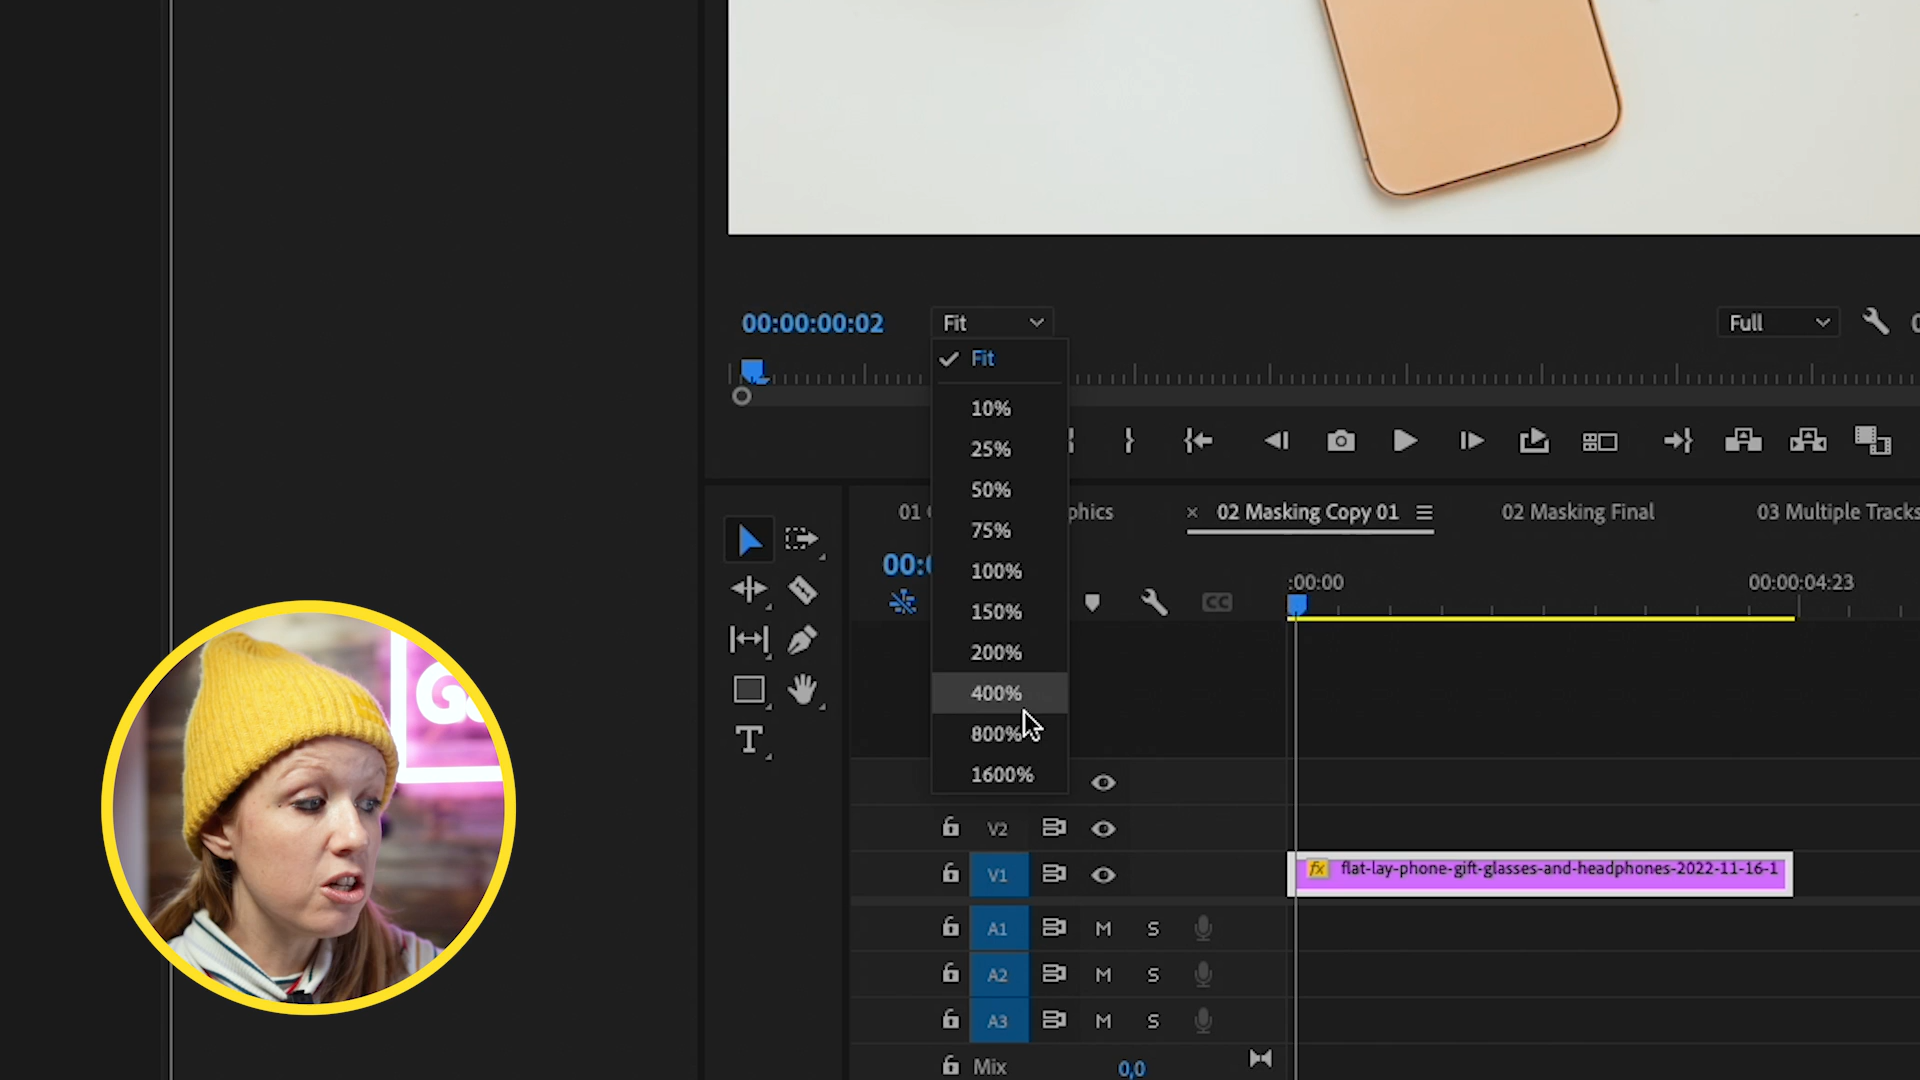 00:00:00:02
Fit
Full
Fit
10%
25%
50%
75%
100%
150%
200%
400%
800%
1600%
01
phics
× 02 Masking Copy 01
02 Masking Final
03 Multiple Tracks
00:
CC
:00:00
00:00:04:23
T
V2
V1
fx flat-lay-phone-gift-glasses-and-headphones-2022-11-16-1
A1 M S
A2 M S
A3 M S
Mix 0,0